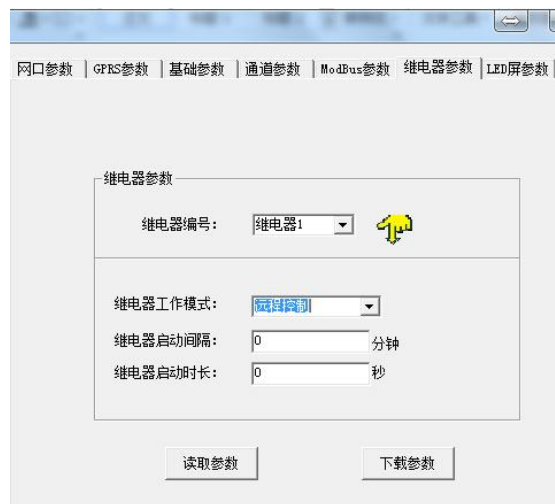 网口参数 GPRS参数 基础参数 通道参数 ModBus参数 继电器参数 LED屏参数
继电器参数
继电器编号: 继电器1
继电器工作模式: 远程控制
继电器启动间隔: 0 分钟
继电器启动时长: 0 秒
读取参数 下载参数